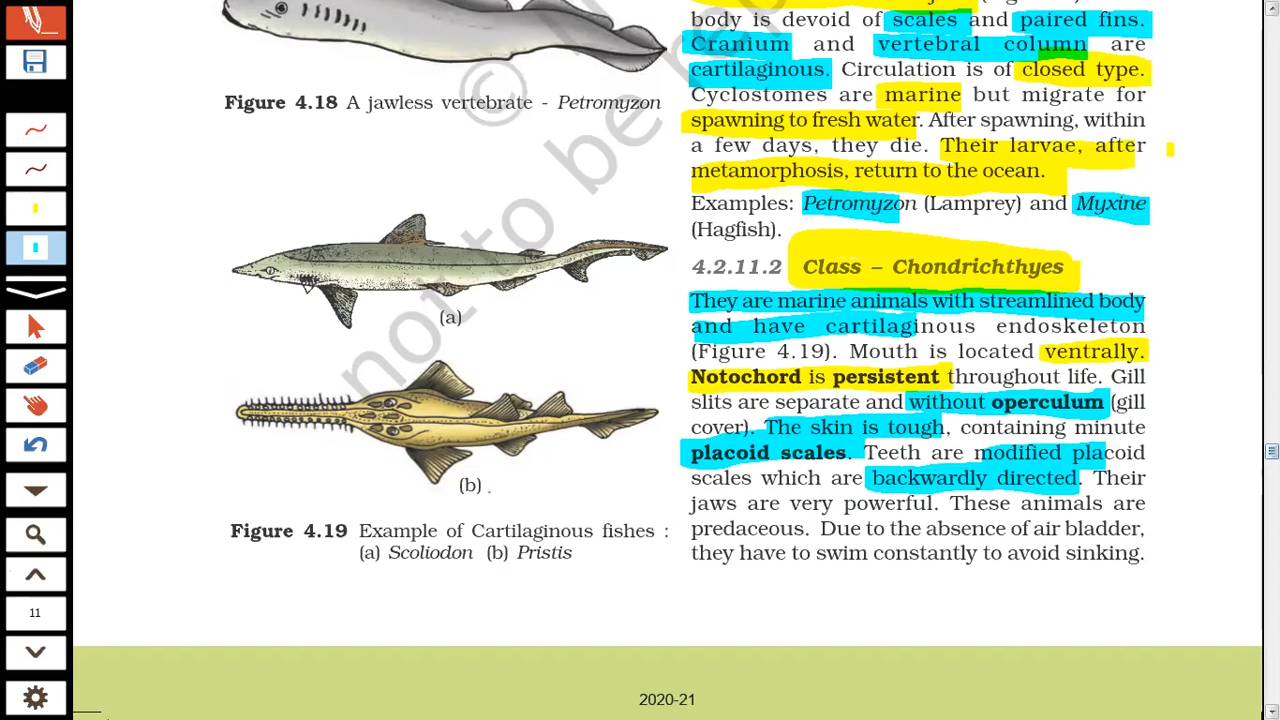 body is devoid of scales and paired fins.
Cranium and vertebral column are
cartilaginous. Circulation is of closed type.
Cyclostomes are marine but migrate for
spawning to fresh water. After spawning, within
a few days, they die. Their larvae, after
metamorphosis, return to the ocean.
Examples: Petromyzon (Lamprey) and Myxine
(Hagfish).
4.2.11.2 Class – Chondrichthyes
They are marine animals with streamlined body
and have cartilaginous endoskeleton
(Figure 4.19). Mouth is located ventrally.
Notochord is persistent throughout life. Gill
slits are separate and without operculum (gill
cover). The skin is tough, containing minute
placoid scales. Teeth are modified placoid
scales which are backwardly directed. Their
jaws are very powerful. These animals are
predaceous. Due to the absence of air bladder,
they have to swim constantly to avoid sinking.
Figure 4.18 A jawless vertebrate - Petromyzon
(a)
(b)
Figure 4.19 Example of Cartilaginous fishes :
(a) Scoliodon (b) Pristis
© not to be rep
11
2020-21